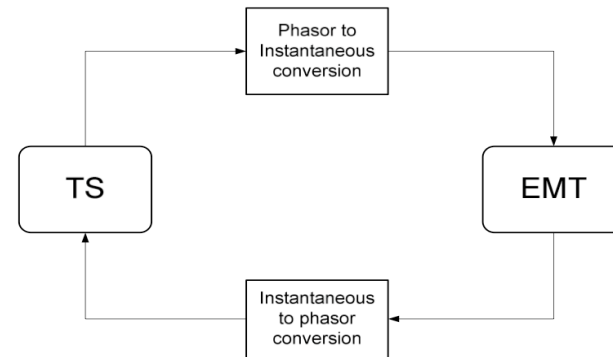 Phasor to
Instantaneous
conversion
TS
EMT
Instantaneous
to phasor
conversion